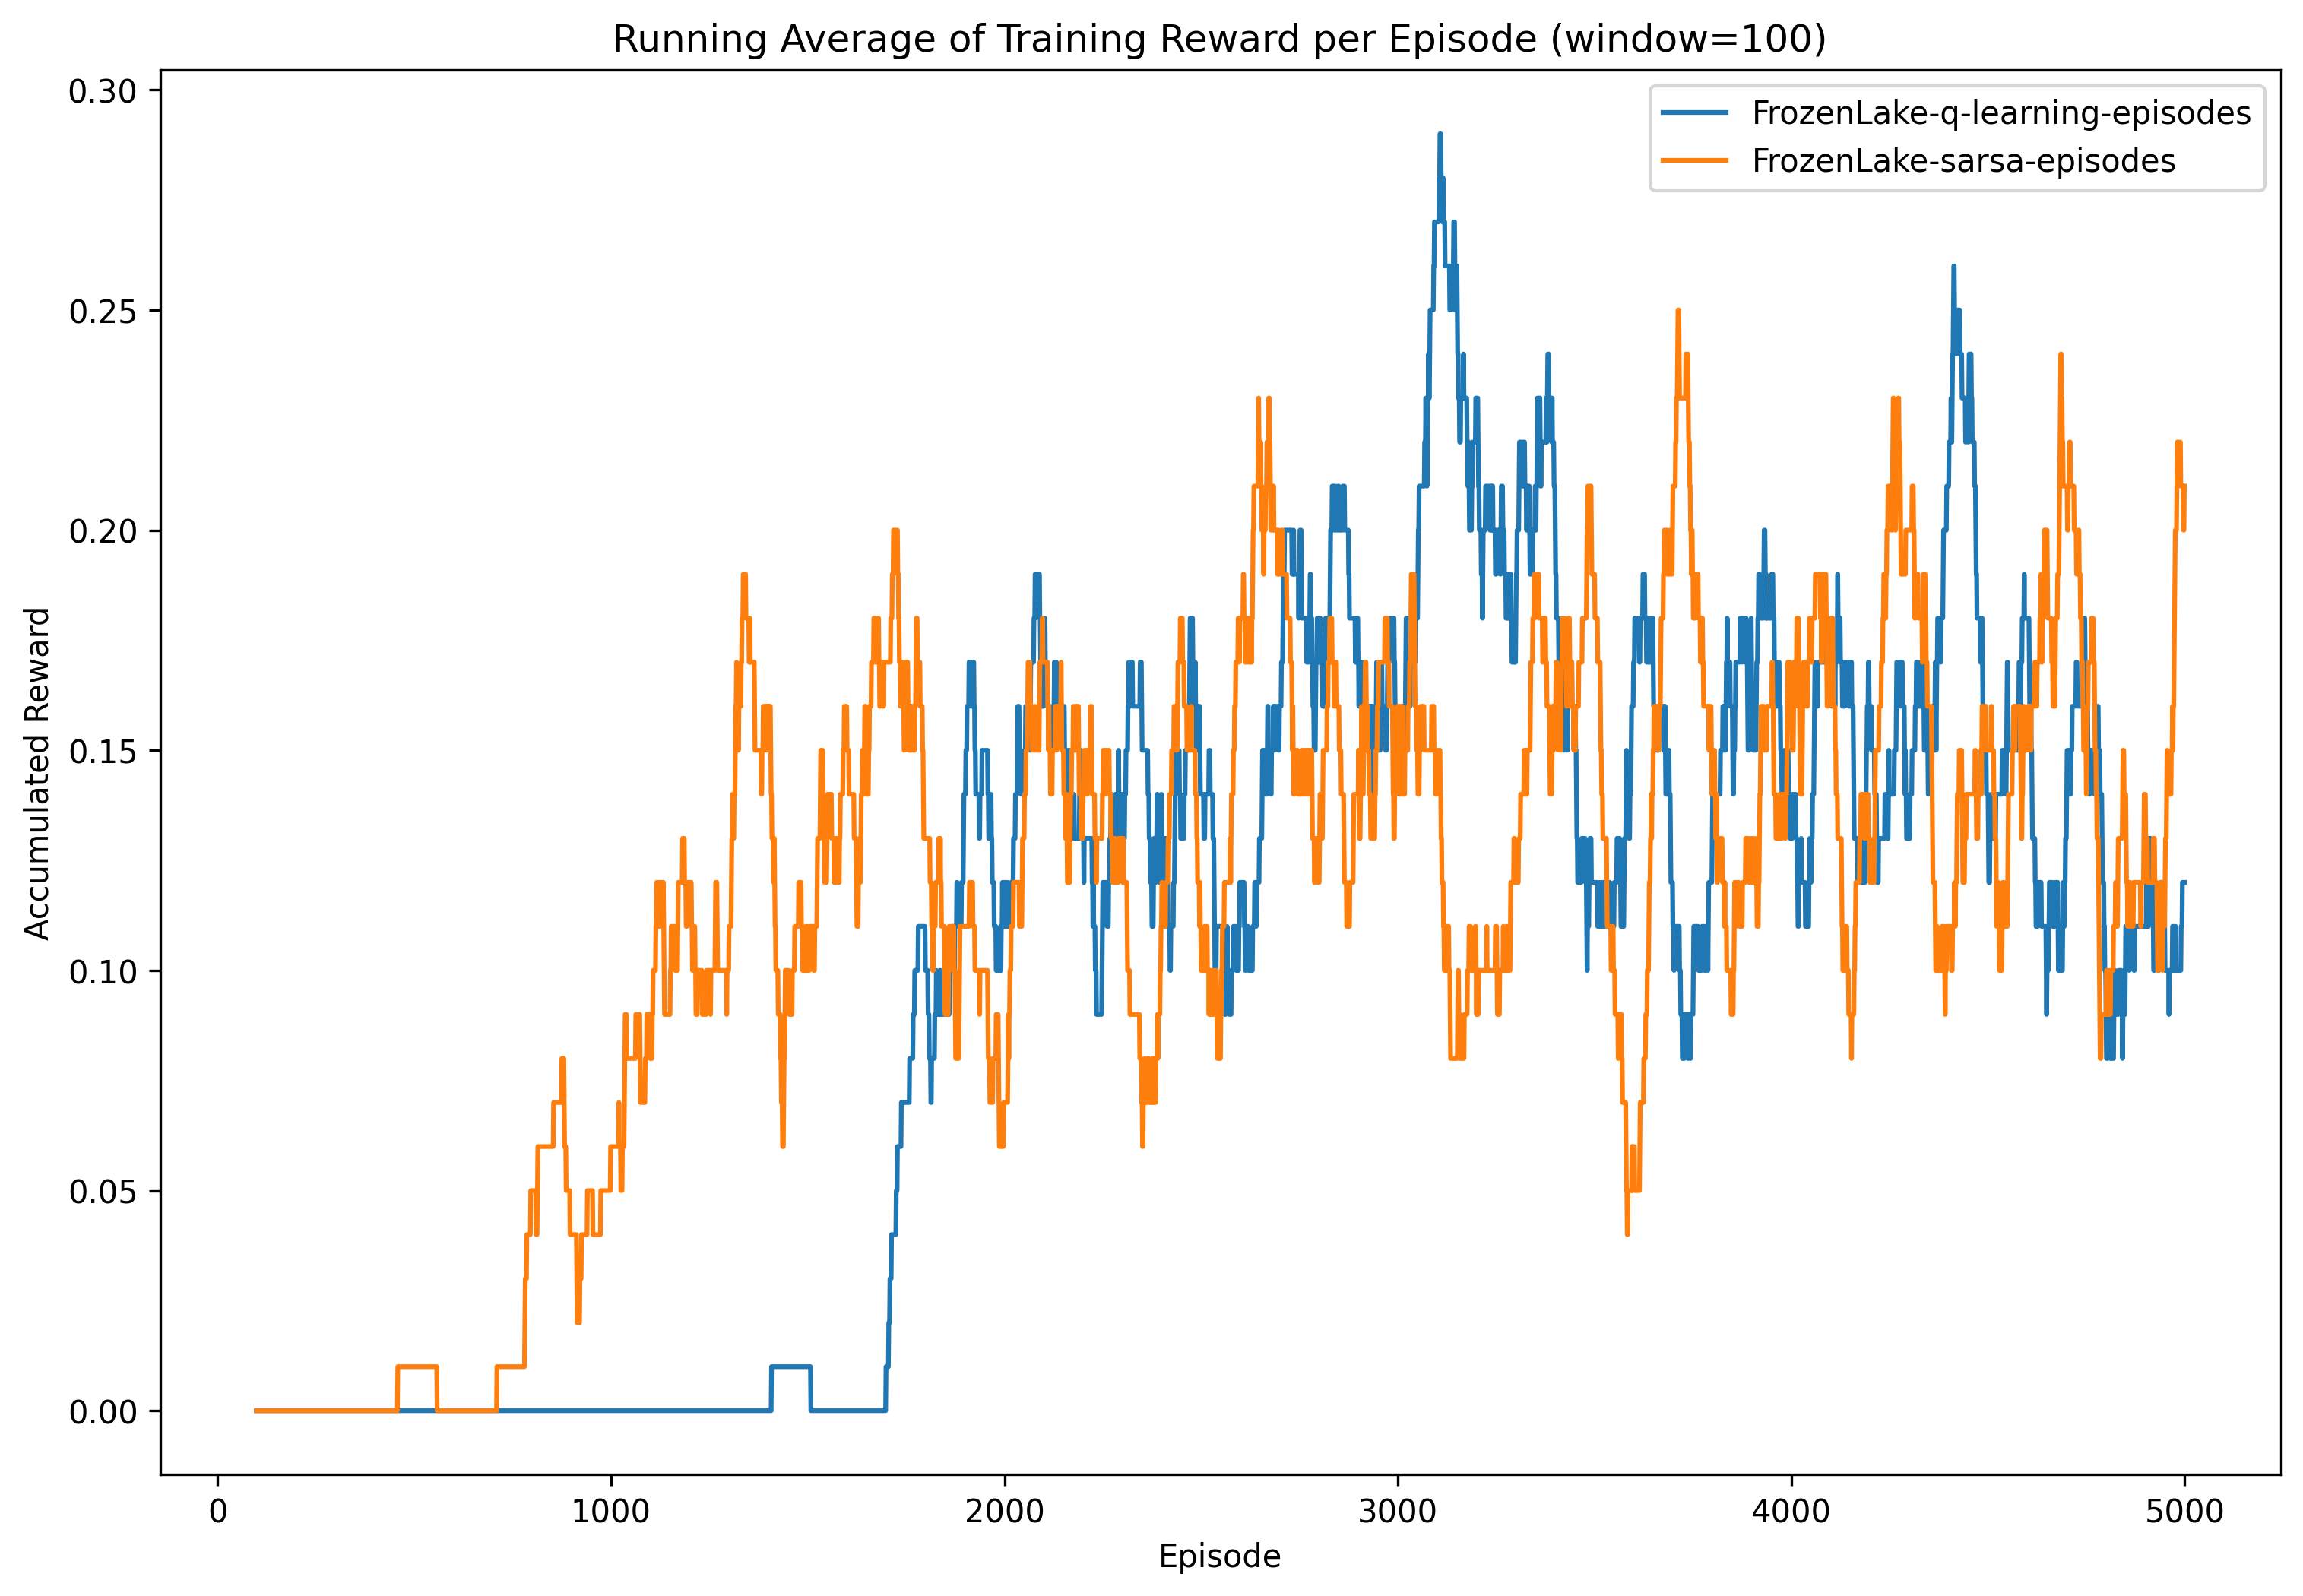 Running Average of Training Reward per Episode (window=100)
0.30
0.25
0.20
0.15
0.10
0.05
0.00
Accumulated Reward
FrozenLake-q-learning-episodes
FrozenLake-sarsa-episodes
0
1000
2000
3000
4000
5000
Episode